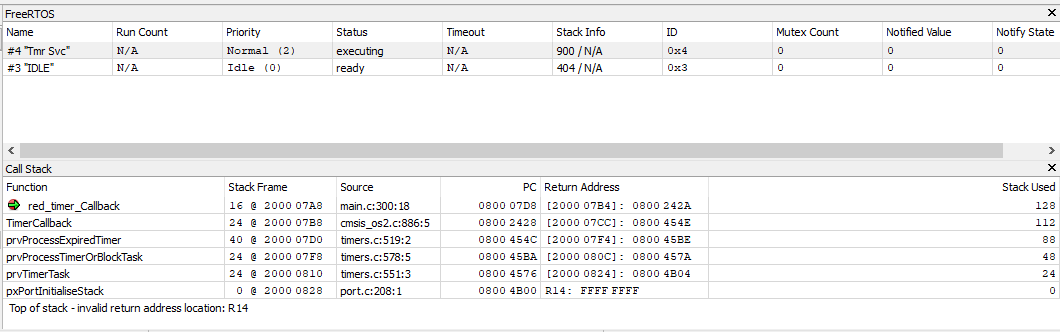 FreeRTOS
Name Run Count Priority Status Timeout Stack Info ID Mutex Count Notified Value Notify State
#4 "Tmr Svc" N/A Normal (2) executing N/A 900 / N/A 0x4 0 0 0
#3 "IDLE" N/A Idle (0) ready N/A 404 / N/A 0x3 0 0 0
Call Stack
Function Stack Frame Source PC Return Address Stack Used
red_timer_Callback 16 @ 2000 07A8 main.c:300:18 0800 07D8 [2000 07B4]: 0800 242A 128
TimerCallback 24 @ 2000 07B8 cmsis_os2.c:886:5 0800 2428 [2000 07CC]: 0800 454E 112
prvProcessExpiredTimer 40 @ 2000 07D0 timers.c:519:2 0800 454C [2000 07F4]: 0800 45BE 88
prvProcessTimerOrBlockTask 24 @ 2000 07F8 timers.c:578:5 0800 45BA [2000 080C]: 0800 457A 48
prvTimerTask 24 @ 2000 0810 timers.c:551:3 0800 4576 [2000 0824]: 0800 4B04 24
pxPortInitialiseStack 0 @ 2000 0828 port.c:208:1 0800 4B00 R14: FFFF FFFF 0
Top of stack - invalid return address location: R14